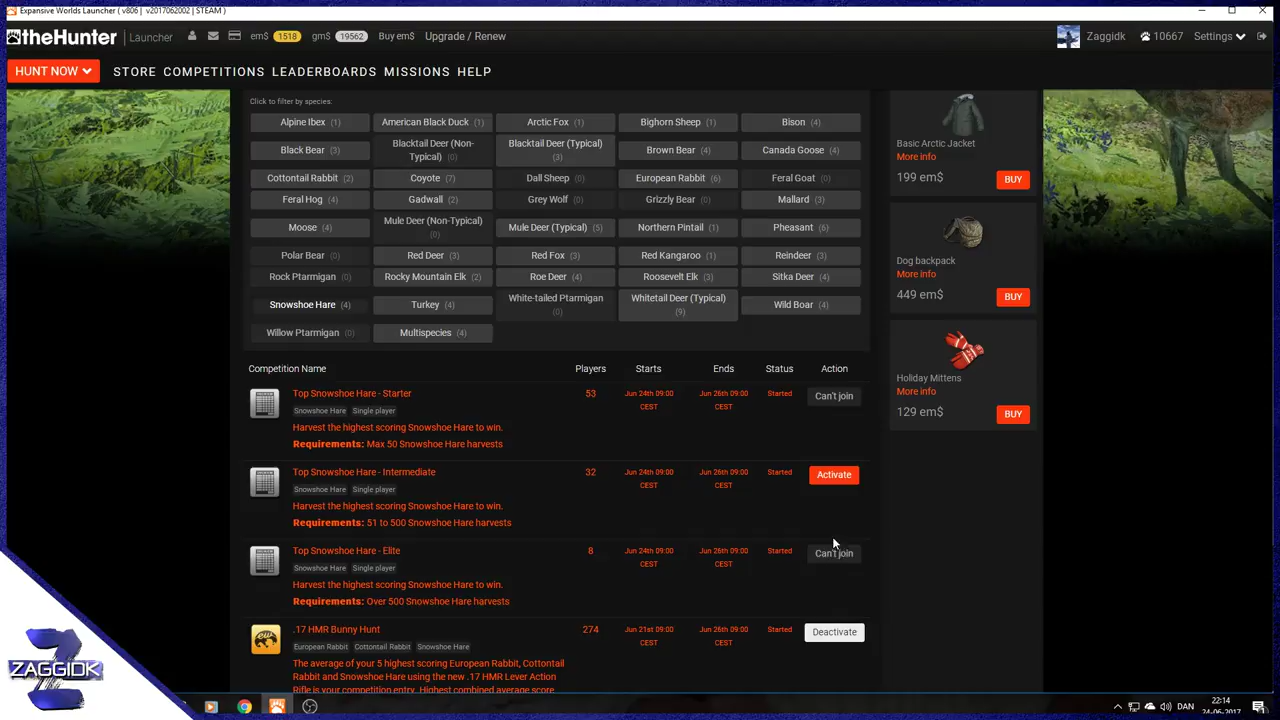 Expansive Worlds Launcher ( v806 | v2017062002 | STEAM )
theHunter | Launcher em$ 1518 gm$ 19562 Buy em$ Upgrade / Renew Zaggidk 10667 Settings
HUNT NOW STORE COMPETITIONS LEADERBOARDS MISSIONS HELP
Click to filter by species:
Alpine Ibex (1) American Black Duck (1) Arctic Fox (1) Bighorn Sheep (1) Bison (4)
Black Bear (3) Blacktail Deer (Non-Typical) (0) Blacktail Deer (Typical) (3) Brown Bear (4) Canada Goose (4)
Cottontail Rabbit (2) Coyote (7) Dall Sheep (0) European Rabbit (6) Feral Goat (0)
Feral Hog (4) Gadwall (2) Grey Wolf (0) Grizzly Bear (0) Mallard (3)
Moose (4) Mule Deer (Non-Typical) (0) Mule Deer (Typical) (5) Northern Pintail (1) Pheasant (6)
Polar Bear (0) Red Deer (3) Red Fox (3) Red Kangaroo (1) Reindeer (3)
Rock Ptarmigan (0) Rocky Mountain Elk (2) Roe Deer (4) Roosevelt Elk (3) Sitka Deer (4)
Snowshoe Hare (4) Turkey (4) White-tailed Ptarmigan (0) Whitetail Deer (Typical) (9) Wild Boar (4)
Willow Ptarmigan (0) Multispecies (4)
Basic Arctic Jacket
More info
199 em$ BUY
Dog backpack
More info
449 em$ BUY
Holiday Mittens
More info
129 em$ BUY
Competition Name Players Starts Ends Status Action
Top Snowshoe Hare - Starter 53 Jun 24th 09:00 CEST Jun 26th 09:00 CEST Started Can't join
Snowshoe Hare Single player
Harvest the highest scoring Snowshoe Hare to win.
Requirements: Max 50 Snowshoe Hare harvests
Top Snowshoe Hare - Intermediate 32 Jun 24th 09:00 CEST Jun 26th 09:00 CEST Started Activate
Snowshoe Hare Single player
Harvest the highest scoring Snowshoe Hare to win.
Requirements: 51 to 500 Snowshoe Hare harvests
Top Snowshoe Hare - Elite 8 Jun 24th 09:00 CEST Jun 26th 09:00 CEST Started Can't join
Snowshoe Hare Single player
Harvest the highest scoring Snowshoe Hare to win.
Requirements: Over 500 Snowshoe Hare harvests
.17 HMR Bunny Hunt 274 Jun 21st 09:00 CEST Jun 26th 09:00 CEST Started Deactivate
European Rabbit Cottontail Rabbit Snowshoe Hare
The average of your 5 highest scoring European Rabbit, Cottontail
Rabbit and Snowshoe Hare using the new .17 HMR Lever Action
Rifle is your competition entry. Highest combined average score
ZAGGIDK
DAN 22:14
24-06-2017